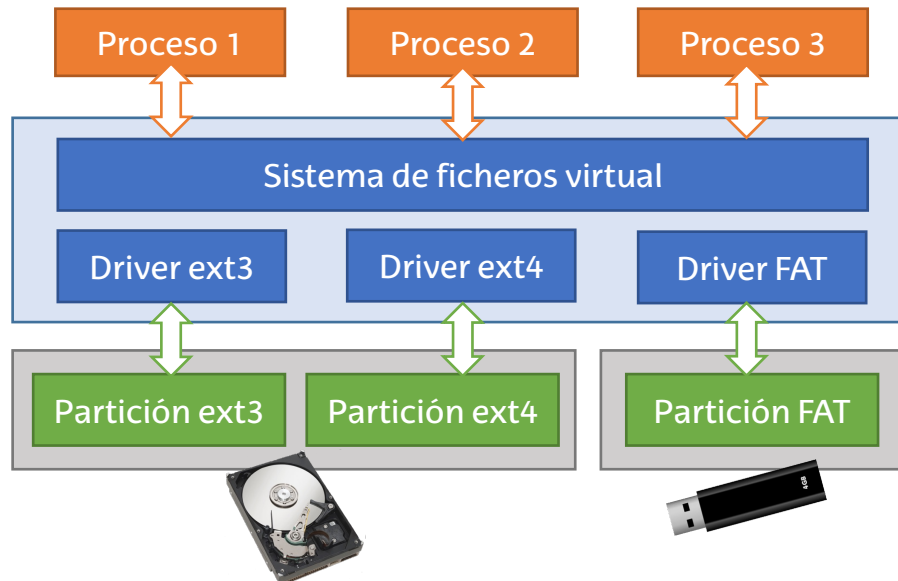 Proceso 1
Proceso 2
Proceso 3
Sistema de ficheros virtual
Driver ext3
Driver ext4
Driver FAT
Partición ext3
Partición ext4
Partición FAT
4GB